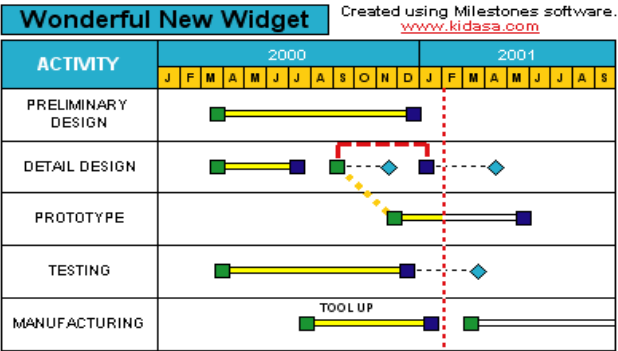 Wonderful New Widget
Created using Milestones software.
www.kidasa.com
ACTIVITY
2000 2001
J F M A M J J A S O N D J F M A M J J A S
PRELIMINARY
DESIGN
DETAIL DESIGN
PROTOTYPE
TESTING
TOOL UP
MANUFACTURING